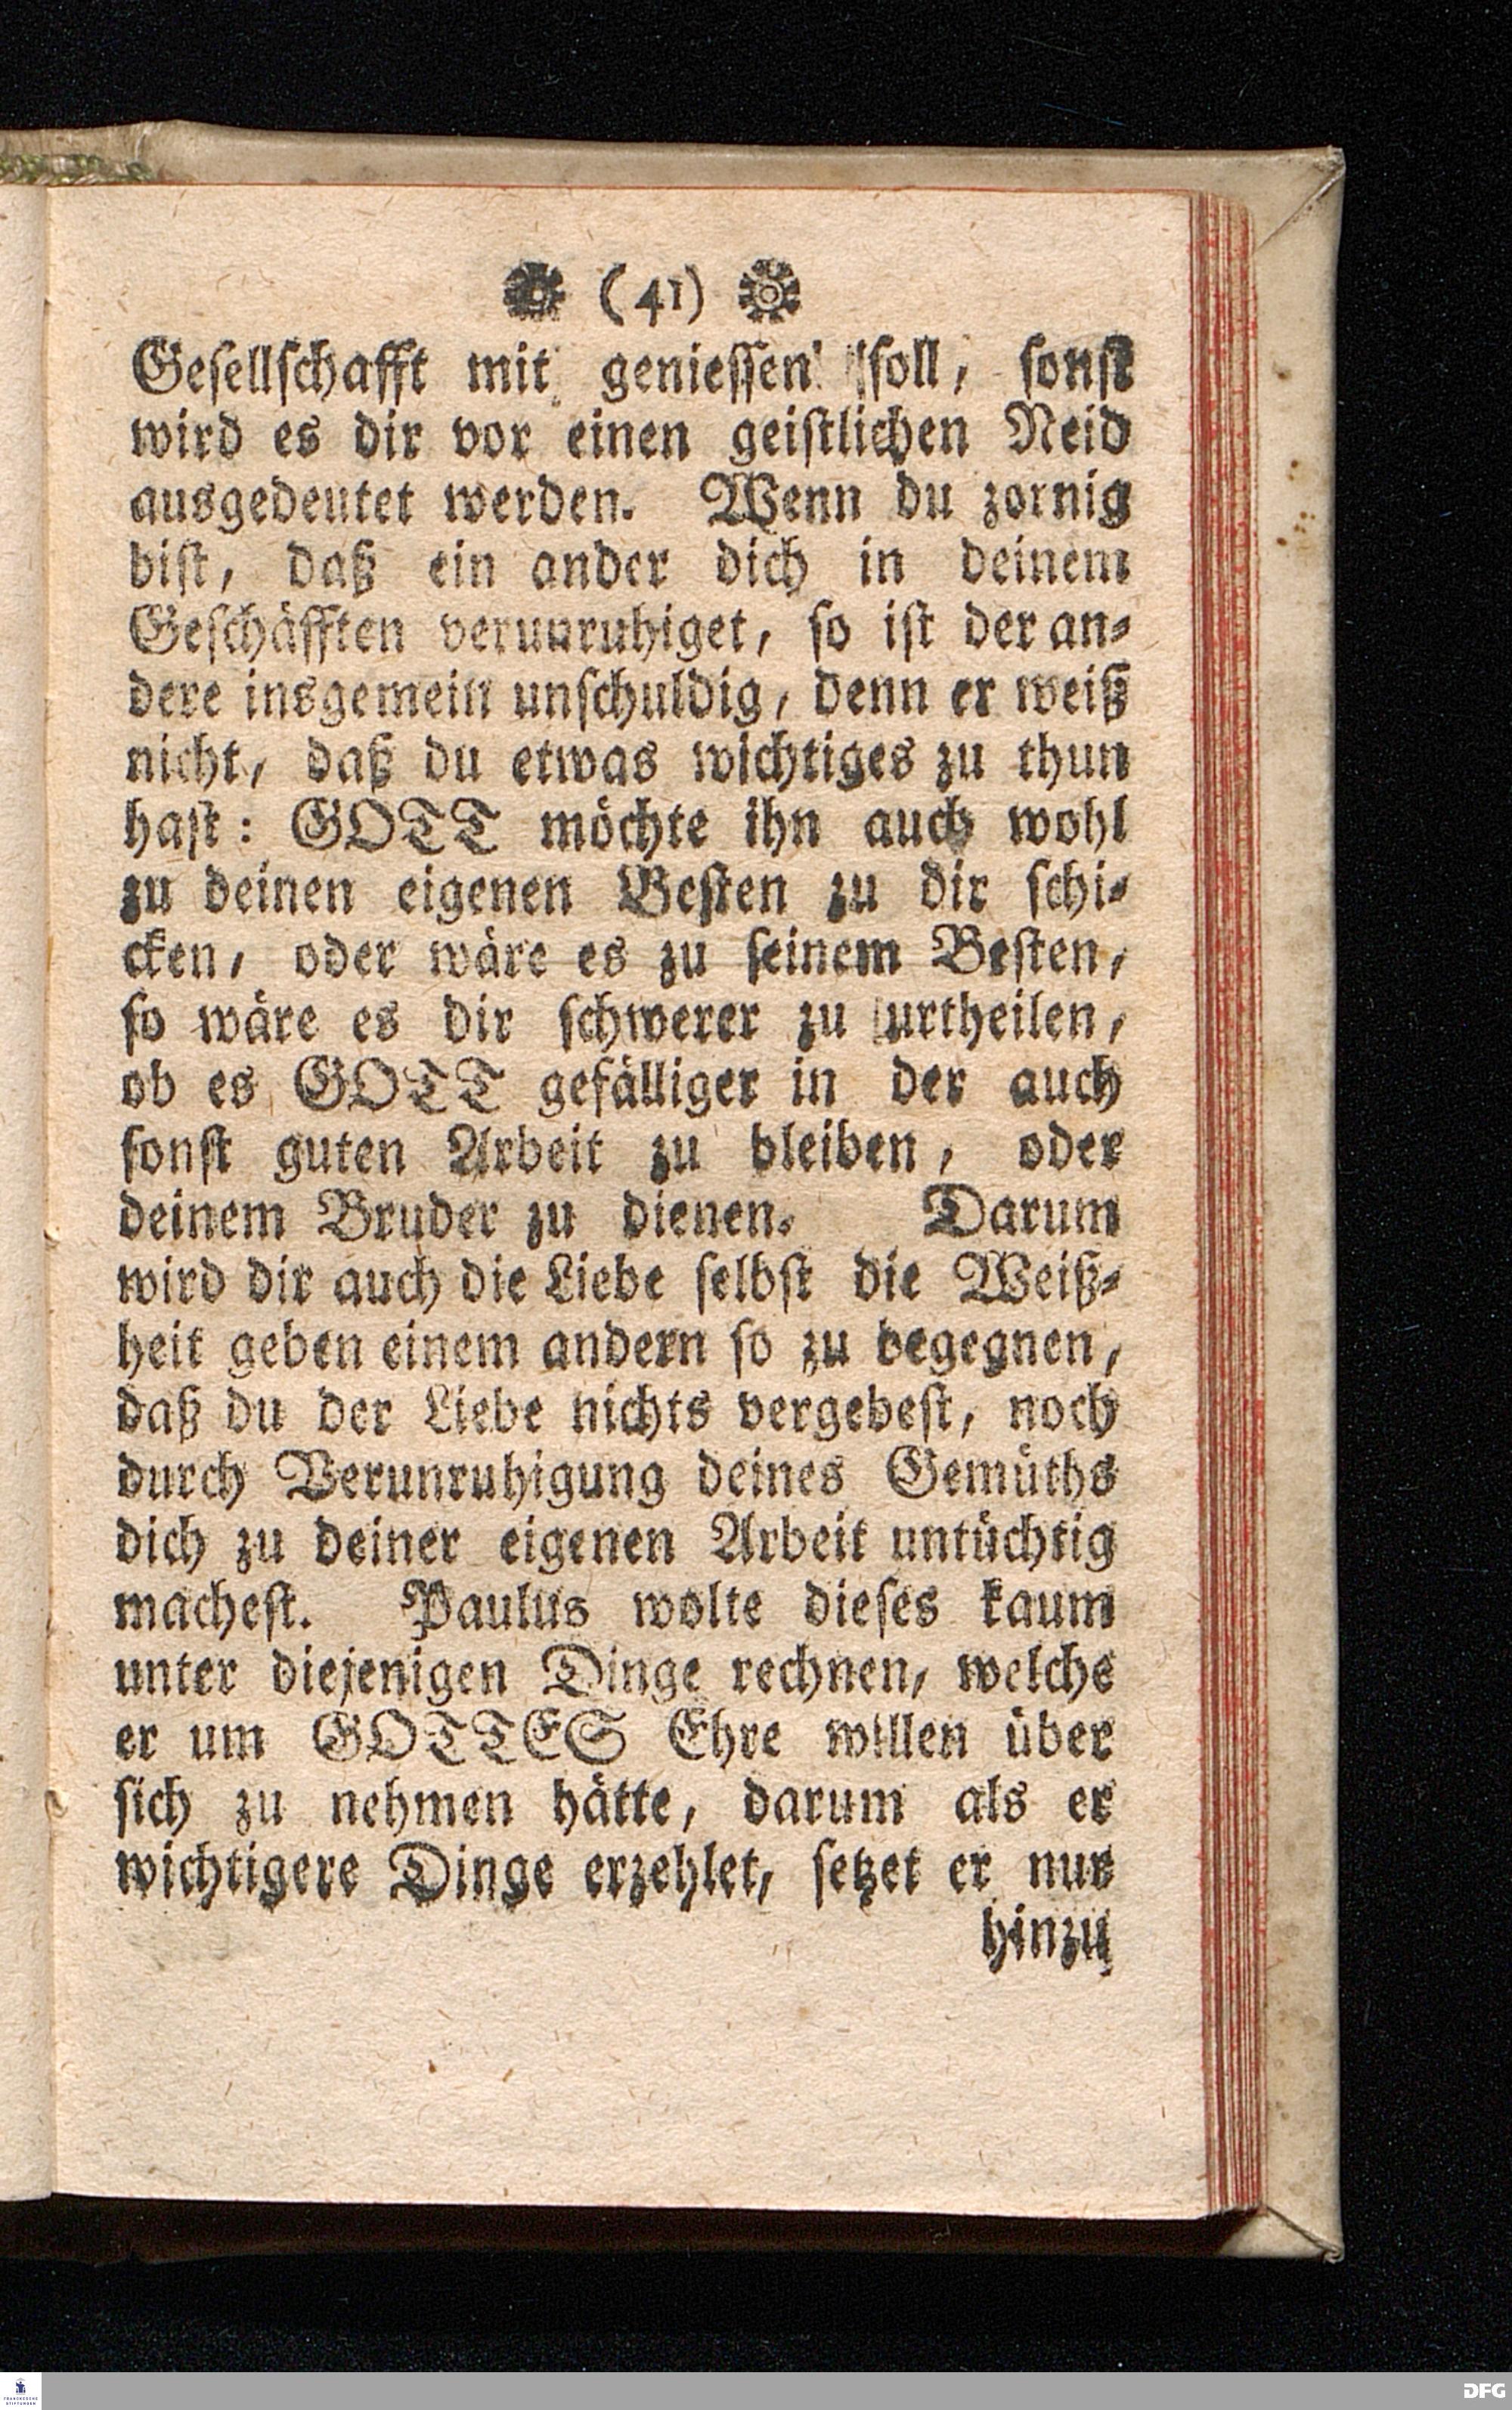 (41)
Geſellſchafft mit genieſſen ſoll, ſonſt
wird es dir vor einen geiſtlichen Neid
ausgedeutet werden. Wenn du zornig
biſt, daß ein ander dich in deinem
Geſchäfften verunruhiget, ſo iſt der an⸗
dere insgemein unſchuldig, denn er weiß
nicht, daß du etwas wichtiges zu thun
haſt: GOTT möchte ihn auch wohl
zu deinen eigenen Beſten zu dir ſchi⸗
cken, oder wäre es zu ſeinem Beſten,
ſo wäre es dir ſchwerer zu urtheilen,
ob es GOTT gefälliger in der auch
ſonſt guten Arbeit zu bleiben, oder
deinem Bruder zu dienen. Darum
wird dir auch die Liebe ſelbſt die Weiß⸗
heit geben einem andern ſo zu begegnen,
daß du der Liebe nichts vergebeſt, noch
durch Verunruhigung deines Gemüths
dich zu deiner eigenen Arbeit untüchtig
macheſt. Paulus wolte dieſes kaum
unter diejenigen Dinge rechnen, welche
er um GOTTES Ehre willen über
ſich zu nehmen hätte, darum als er
wichtigere Dinge erzehlet, ſetzet er nur
hinzu
FRANCKESCHE
STIFTUNGEN
DFG